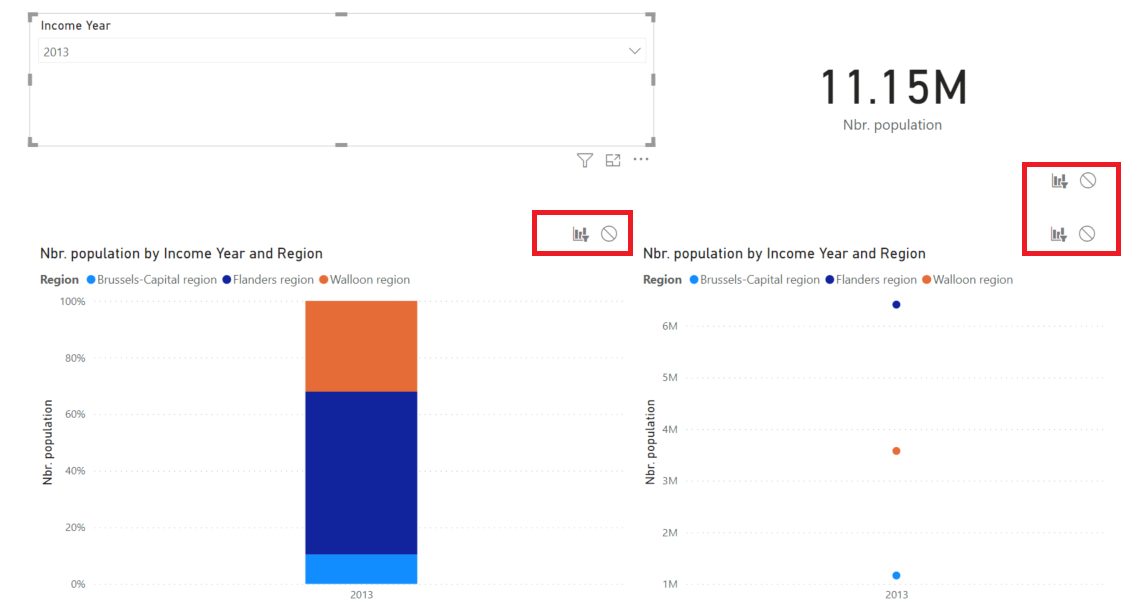 Income Year
2013
11.15M
Nbr. population
Nbr. population by Income Year and Region
Region Brussels-Capital region Flanders region Walloon region
100%
80%
60%
40%
20%
0%
Nbr. population
2013
Nbr. population by Income Year and Region
Region Brussels-Capital region Flanders region Walloon region
6M
5M
4M
3M
2M
1M
Nbr. population
2013